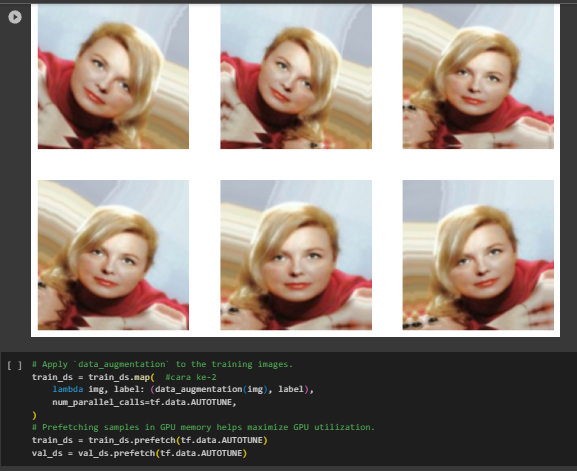 [ ] # Apply `data_augmentation` to the training images.
train_ds = train_ds.map(  #cara ke-2
    lambda img, label: (data_augmentation(img), label),
    num_parallel_calls=tf.data.AUTOTUNE,
)
# Prefetching samples in GPU memory helps maximize GPU utilization.
train_ds = train_ds.prefetch(tf.data.AUTOTUNE)
val_ds = val_ds.prefetch(tf.data.AUTOTUNE)